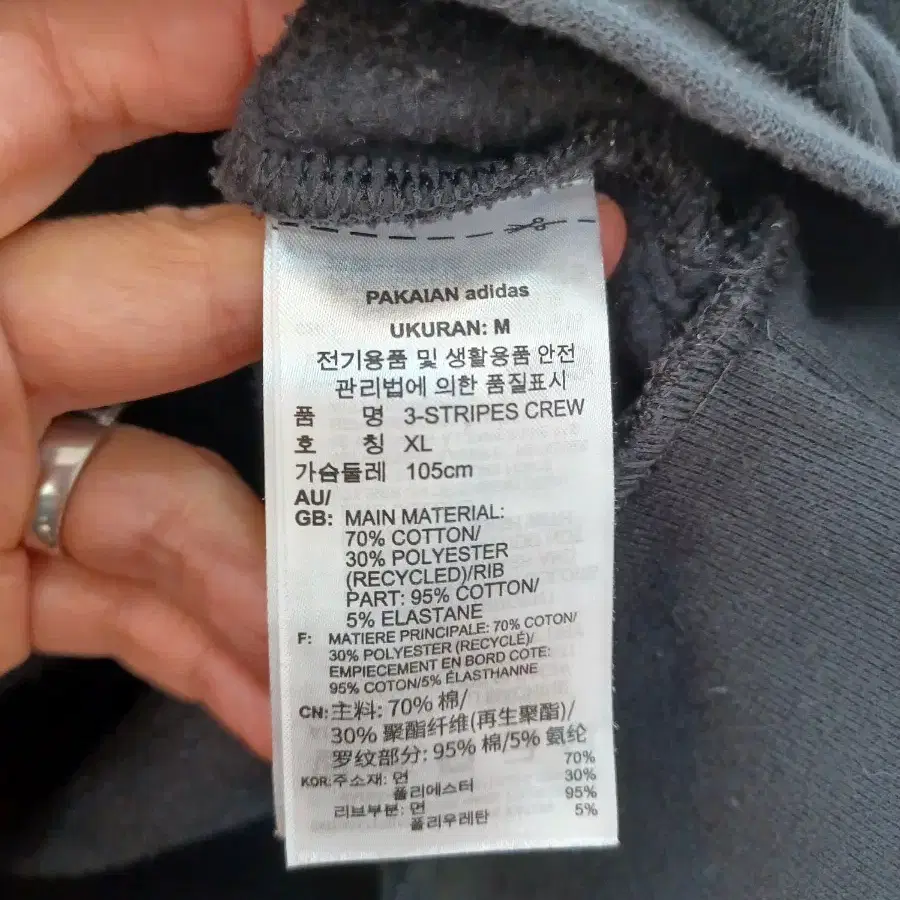 PAKAIAN adidas
UKURAN: M
전기용품 및 생활용품 안전
관리법에 의한 품질표시
품 명 3-STRIPES CREW
호 칭 XL
가슴둘레 105cm
AU/
GB: MAIN MATERIAL:
70% COTTON/
30% POLYESTER
(RECYCLED)/RIB
PART: 95% COTTON/
5% ELASTANE
F: MATIERE PRINCIPALE: 70% COTON/
30% POLYESTER (RECYCLÉ)/
EMPIECEMENT EN BORD COTE:
95% COTON/5% ÉLASTHANNE
CN: 主料: 70% 棉/
30% 聚酯纤维(再生聚酯)/
罗纹部分: 95% 棉/5% 氨纶
KOR: 주소재: 면 70%
폴리에스터 30%
리브부분: 면 95%
폴리우레탄 5%